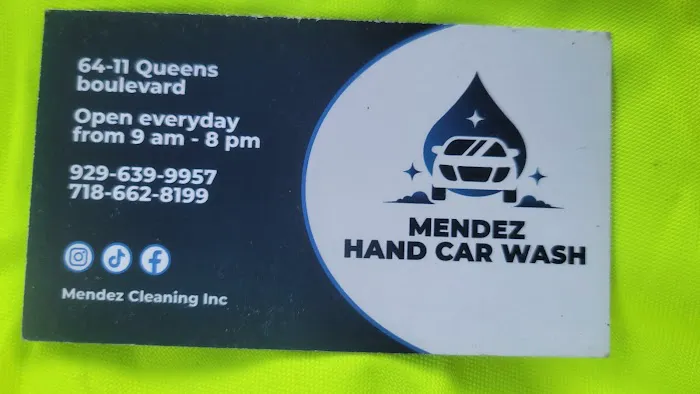 64-11 Queens
boulevard
Open everyday
from 9 am - 8 pm
929-639-9957
718-662-8199
Mendez Cleaning Inc
MENDEZ
HAND CAR WASH